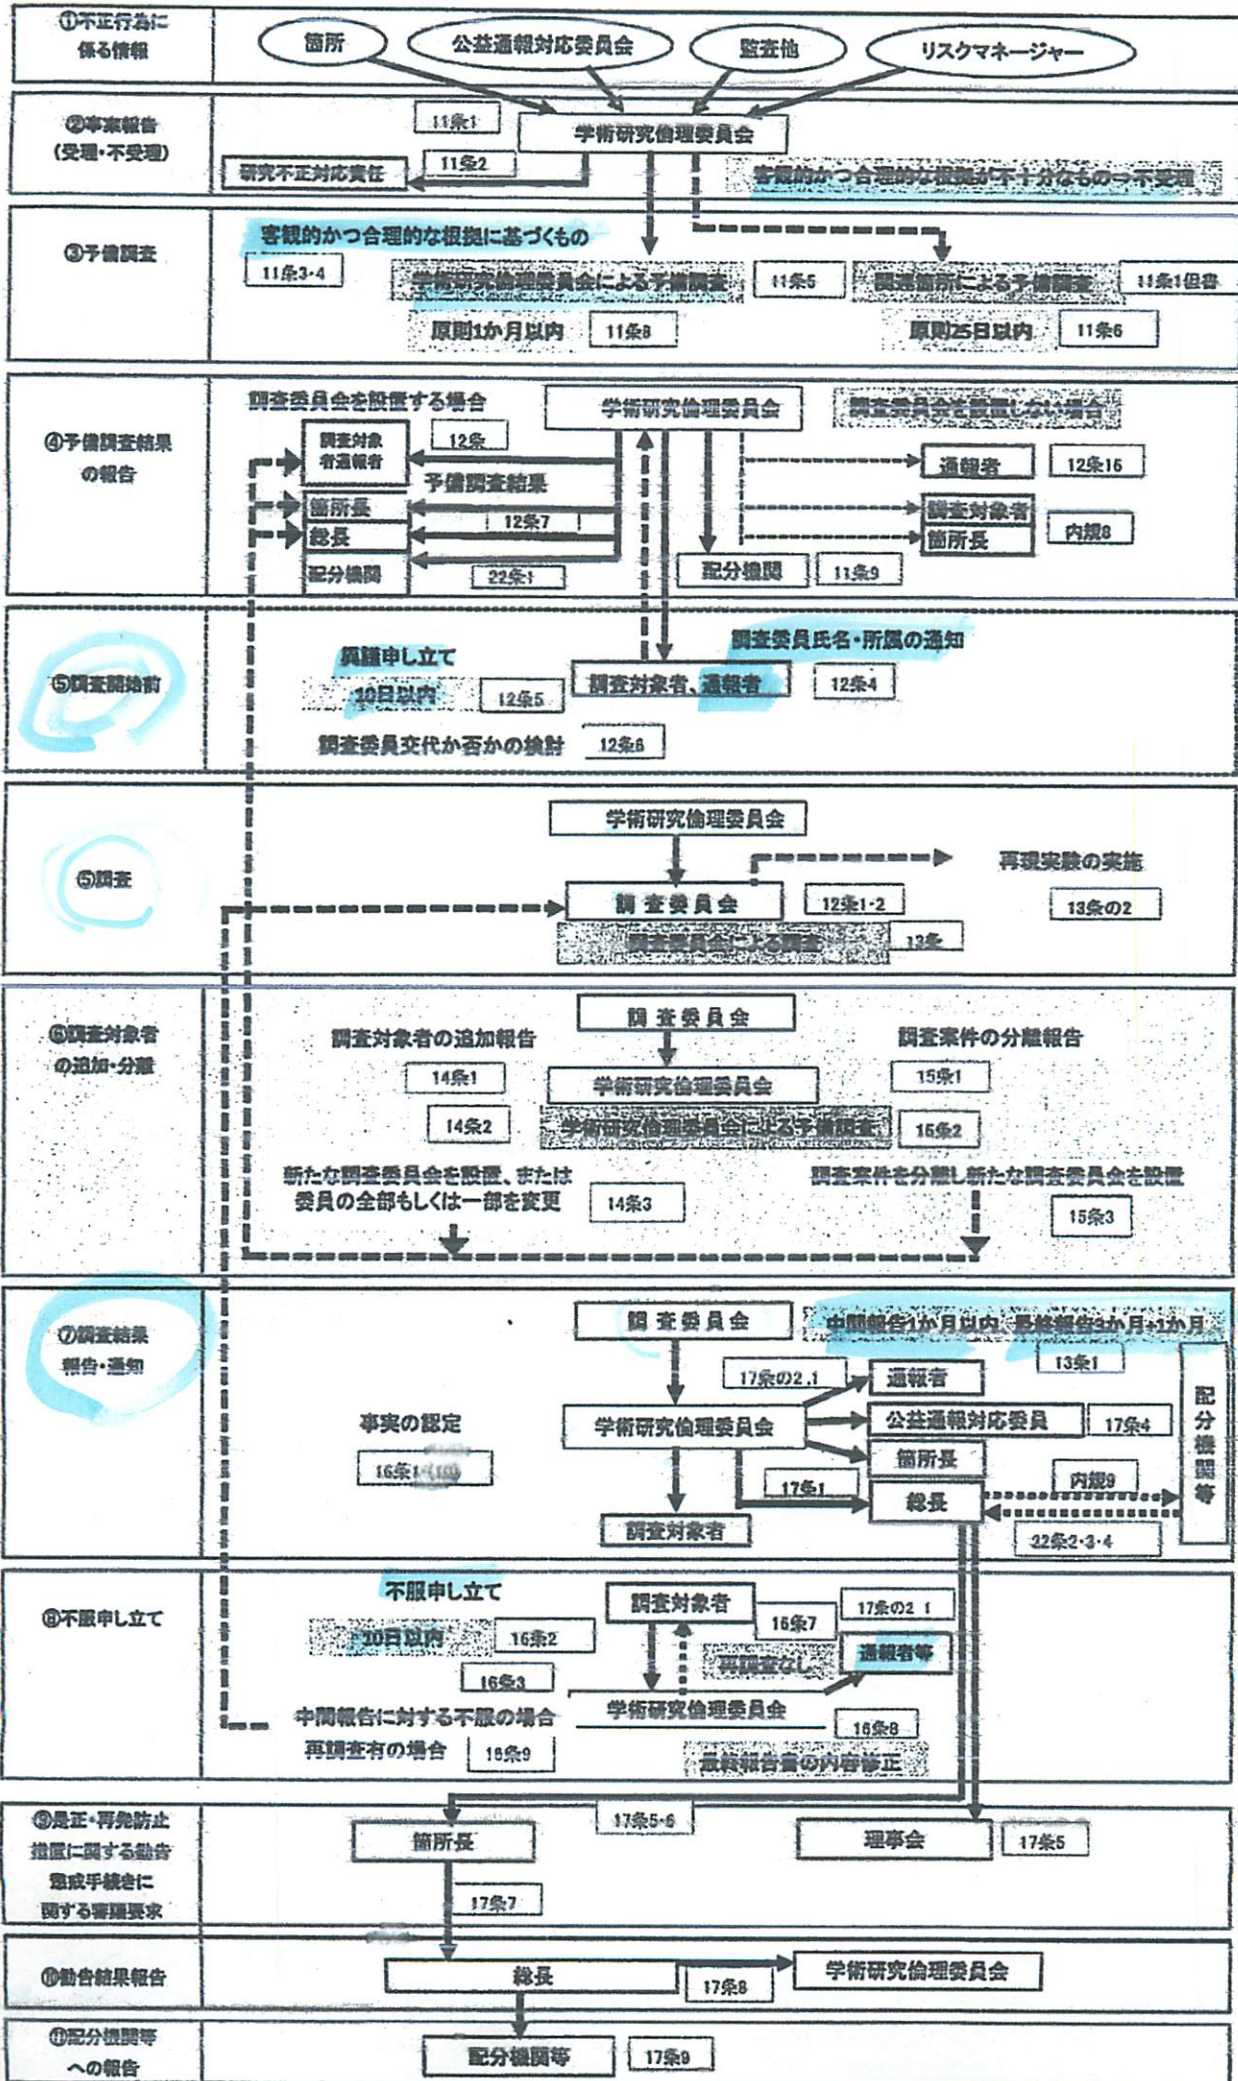 ①不正行為に
係る情報
箇所
公益通報対応委員会
監査他
リスクマネージャー
②事案報告
(受理・不受理)
11条1
学術研究倫理委員会
研究不正対応責任
11条2
客観的かつ合理的な根拠が不十分なもの→不受理
③予備調査
客観的かつ合理的な根拠に基づくもの
11条3・4
学術研究倫理委員会による予備調査
11条5
関連箇所による予備調査
11条1但書
原則1か月以内
11条8
原則25日以内
11条6
④予備調査結果
の報告
調査委員会を設置する場合
学術研究倫理委員会
調査委員会を設置しない場合
調査対象
者通報者
12条
通報者
12条16
予備調査結果
箇所長
12条7
調査対象者
総長
箇所長
内規8
配分機関
22条1
配分機関
11条9
⑤調査開始前
調査委員氏名・所属の通知
異議申し立て
10日以内
12条5
調査対象者、通報者
12条4
調査委員交代か否かの検討
12条6
⑤調査
学術研究倫理委員会
再現実験の実施
調査委員会
12条1・2
13条の2
調査委員会による調査
13条
⑥調査対象者
の追加・分離
調査委員会
調査対象者の追加報告
調査案件の分離報告
14条1
学術研究倫理委員会
15条1
14条2
学術研究倫理委員会による予備調査
15条2
新たな調査委員会を設置、または
委員の全部もしくは一部を変更
14条3
調査案件を分離し新たな調査委員会を設置
15条3
⑦調査結果
報告・通知
調査委員会
中間報告1か月以内、最終報告3か月+1か月
13条1
17条の2.1
通報者
配分機関等
事実の認定
学術研究倫理委員会
公益通報対応委員
17条4
16条1
箇所長
17条1
総長
内規9
調査対象者
22条2・3・4
⑧不服申し立て
不服申し立て
調査対象者
17条の2 1
10日以内
16条2
16条7
再調査なし
通報者等
16条3
学術研究倫理委員会
中間報告に対する不服の場合
16条8
再調査有の場合
16条9
最終報告書の内容修正
⑨是正・再発防止
措置に関する勧告
懲戒手続きに
関する審議要求
箇所長
17条5・6
理事会
17条5
17条7
⑩勧告結果報告
総長
17条8
学術研究倫理委員会
⑪配分機関等
への報告
配分機関等
17条9